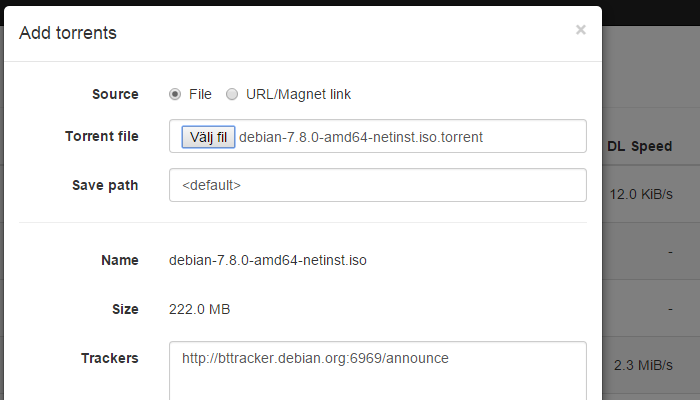 Add torrents ×
Source File URL/Magnet link
Torrent file Välj fil debian-7.8.0-amd64-netinst.iso.torrent
DL Speed
Save path <default>
12.0 KiB/s
Name debian-7.8.0-amd64-netinst.iso
-
Size 222.0 MB
-
Trackers http://bttracker.debian.org:6969/announce
2.3 MiB/s